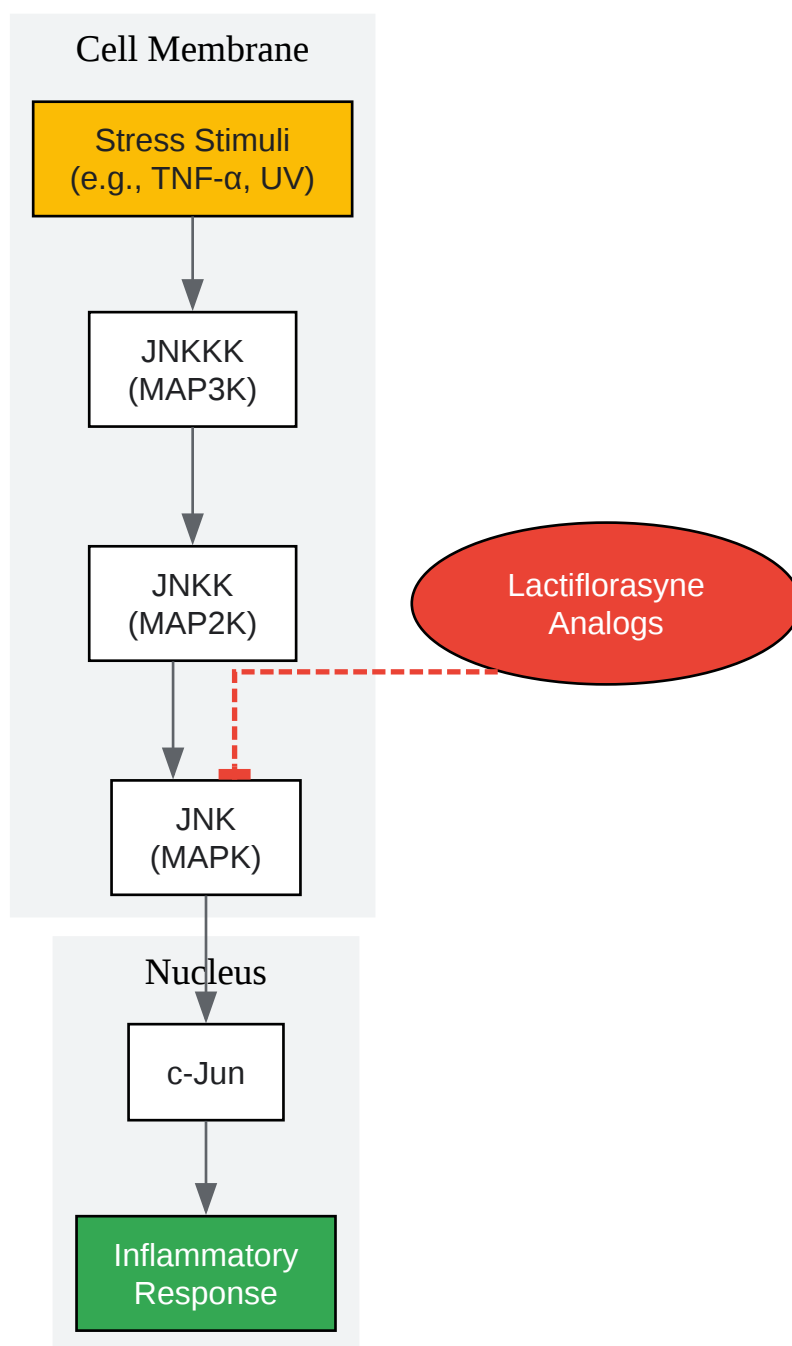 Cell Membrane
Stress Stimuli
(e.g., TNF-α, UV)
JNKKK
(MAP3K)
JNKK
(MAP2K)
Lactiflorasyne
Analogs
JNK
(MAPK)
Nucleus
c-Jun
Inflammatory
Response